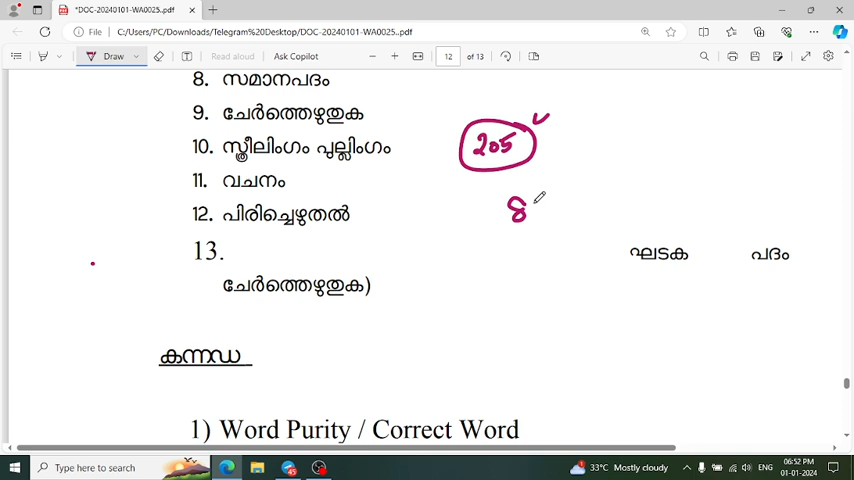 *DOC-20240101-WA0025..pdf
File C:/Users/PC/Downloads/Telegram%20Desktop/DOC-20240101-WA0025..pdf
Draw Read aloud Ask Copilot 12 of 13
8. സമാനപദം
9. ചേർത്തെഴുതുക
205
10. സ്ത്രീലിംഗം പുല്ലിംഗം
11. വചനം
8
12. പിരിച്ചെഴുതൽ
13. ഘടക പദം
ചേർത്തെഴുതുക)
കന്നഡ
1) Word Purity / Correct Word
Type here to search
45
33°C Mostly cloudy ENG 06:52 PM
01-01-2024